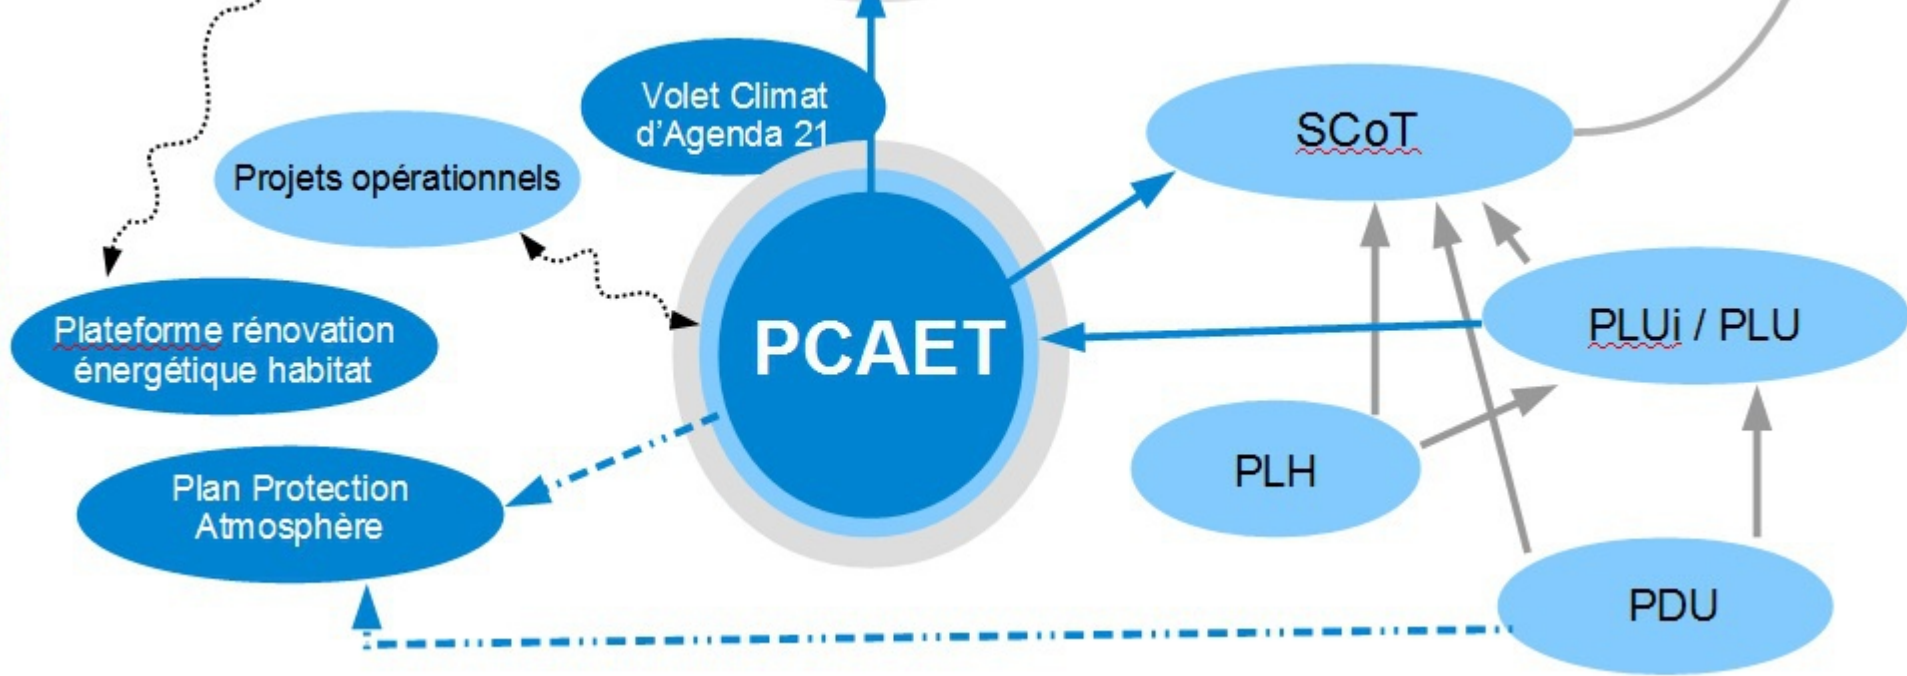 Volet Climat
d'Agenda 21
SCoT
Projets opérationnels
Plateforme rénovation
énergétique habitat
PCAET
PLUi / PLU
PLH
Plan Protection
Atmosphère
PDU